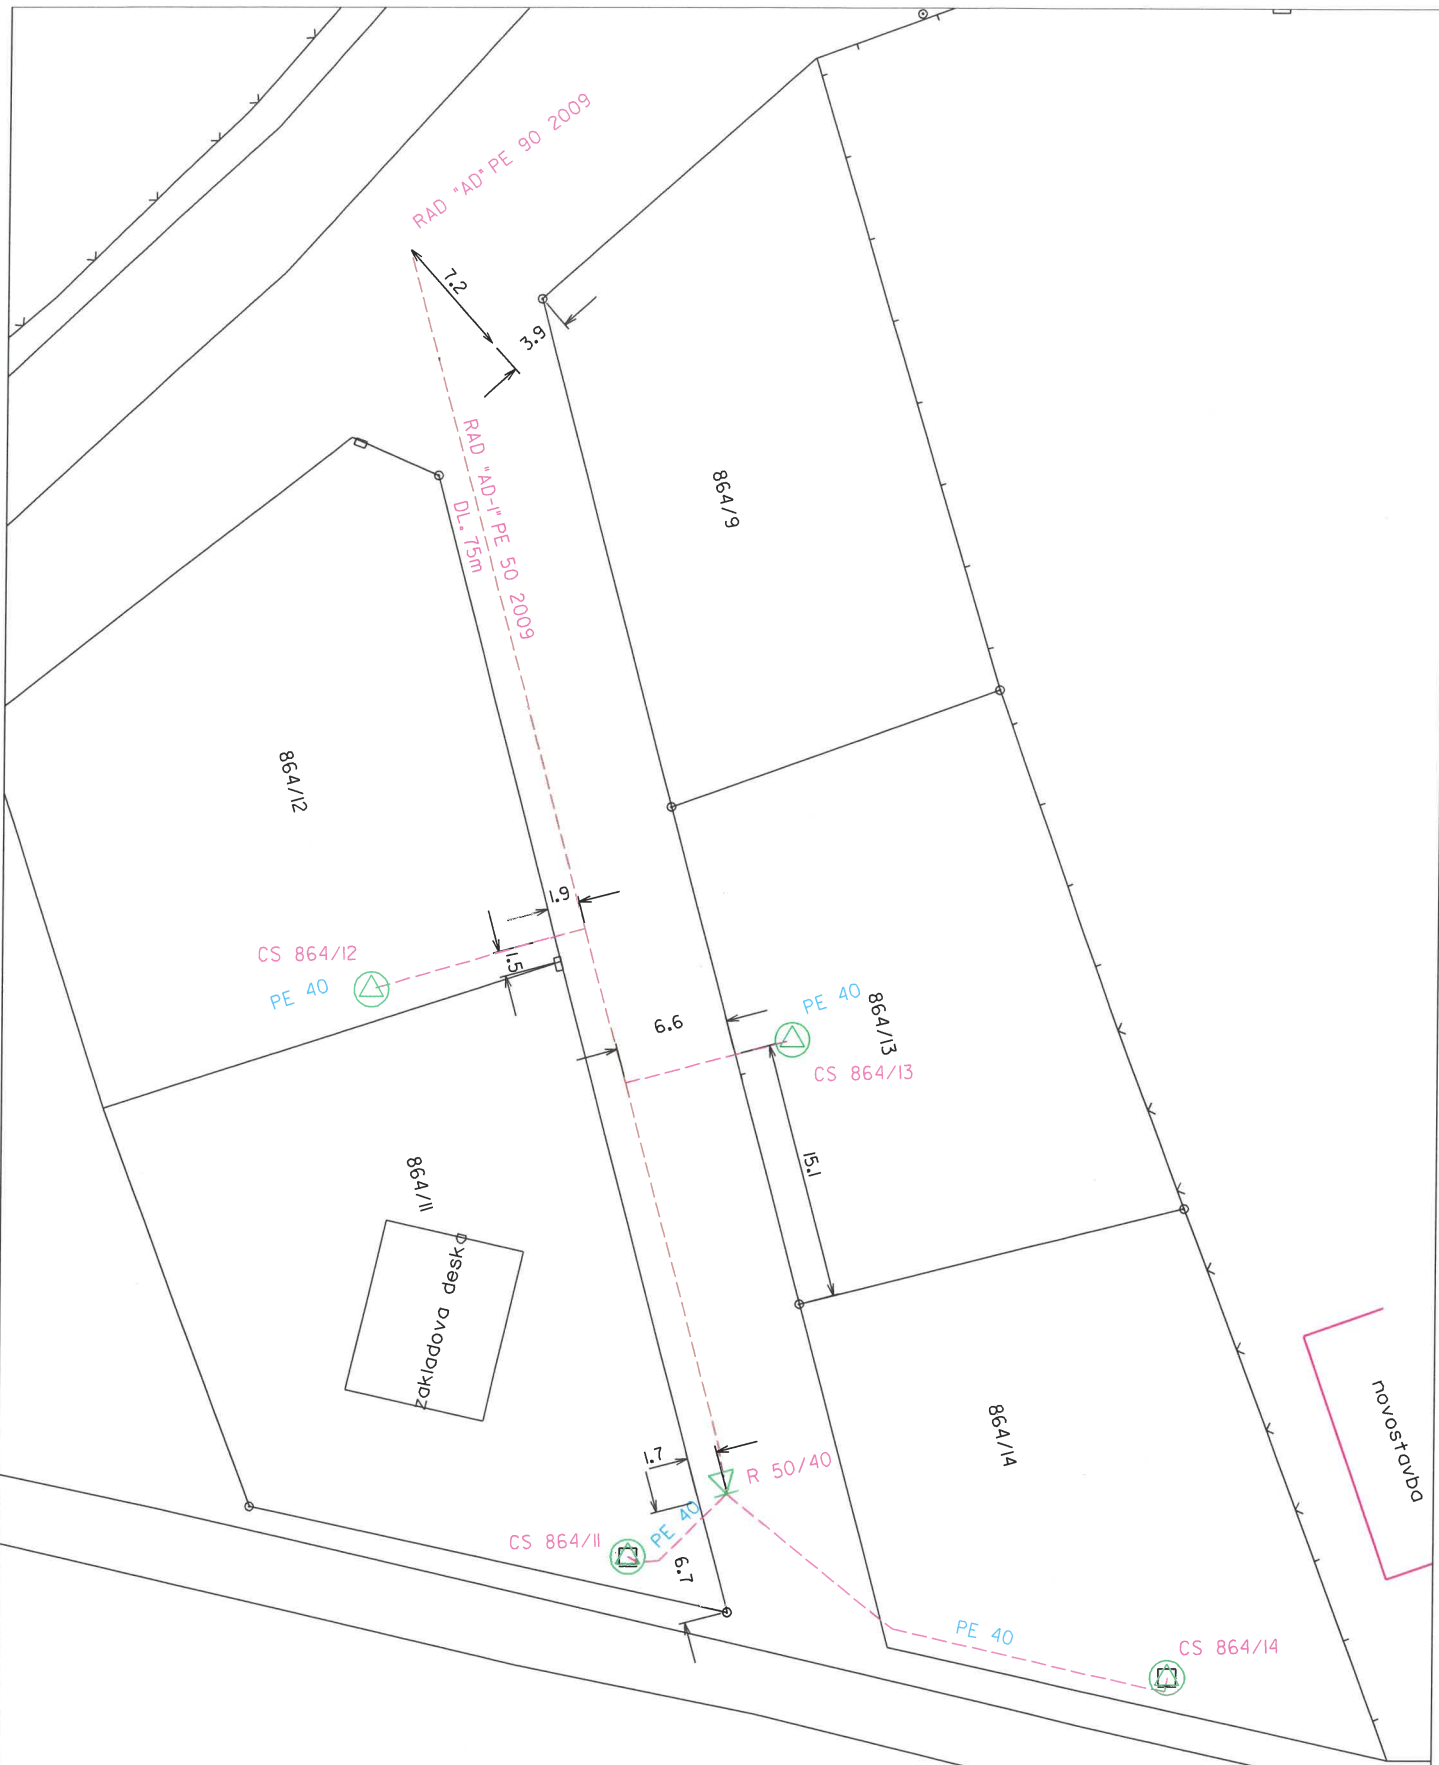 RAD "AD" PE 90 2009
7.2
3.9
RAD "AD-1" PE 50 2009
DL. 75m
864/9
864/12
1.9
CS 864/12
PE 40
1.5
6.6
PE 40
864/13
CS 864/13
15.1
864/11
zakladova deska
864/14
novostavba
1.7
R 50/40
PE 40
CS 864/11
6.7
PE 40
CS 864/14